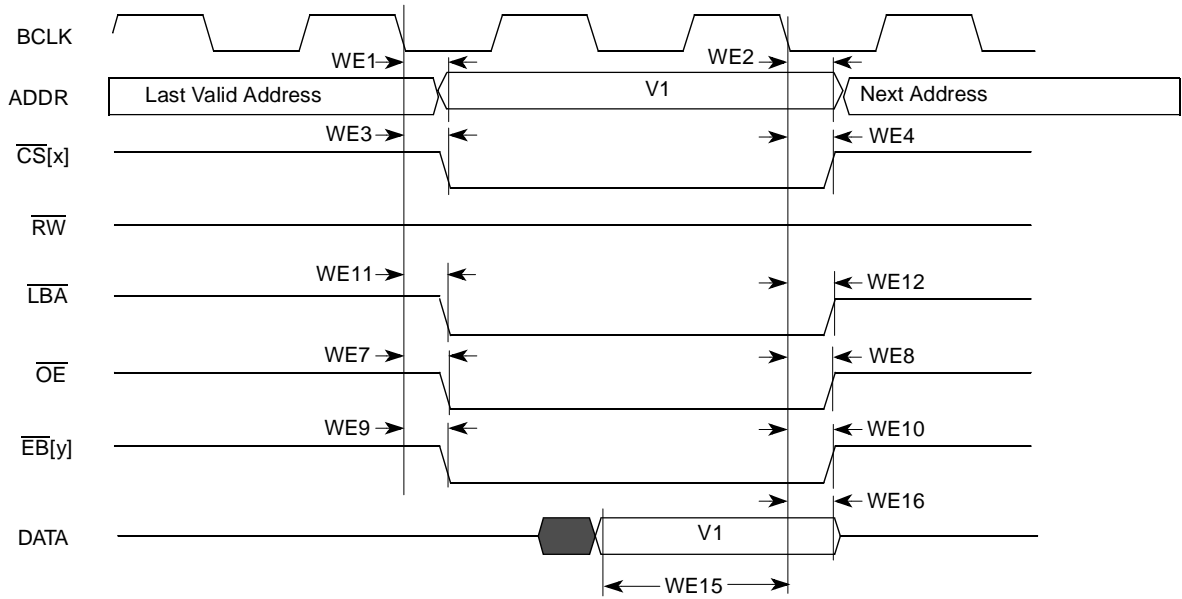 BCLK
WE1
WE2
ADDR
Last Valid Address
V1
Next Address
WE3
WE4
CS[x]
RW
WE11
WE12
LBA
WE7
WE8
OE
WE9
WE10
EB[y]
WE16
DATA
V1
WE15